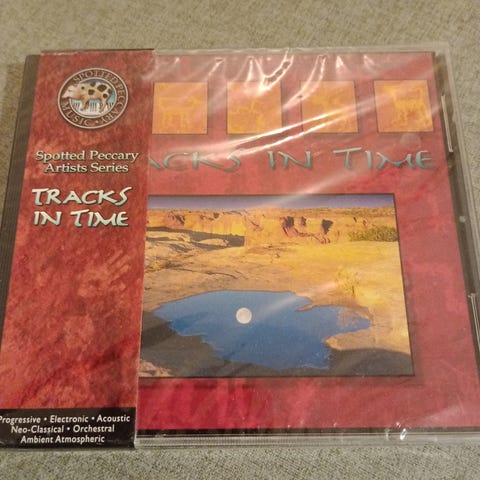 SPOTTED PECCARY
MUSIC
Spotted Peccary
Artists Series
TRACKS
IN TIME
ACKS IN TIME
Progressive • Electronic • Acoustic
Neo-Classical • Orchestral
Ambient Atmospheric